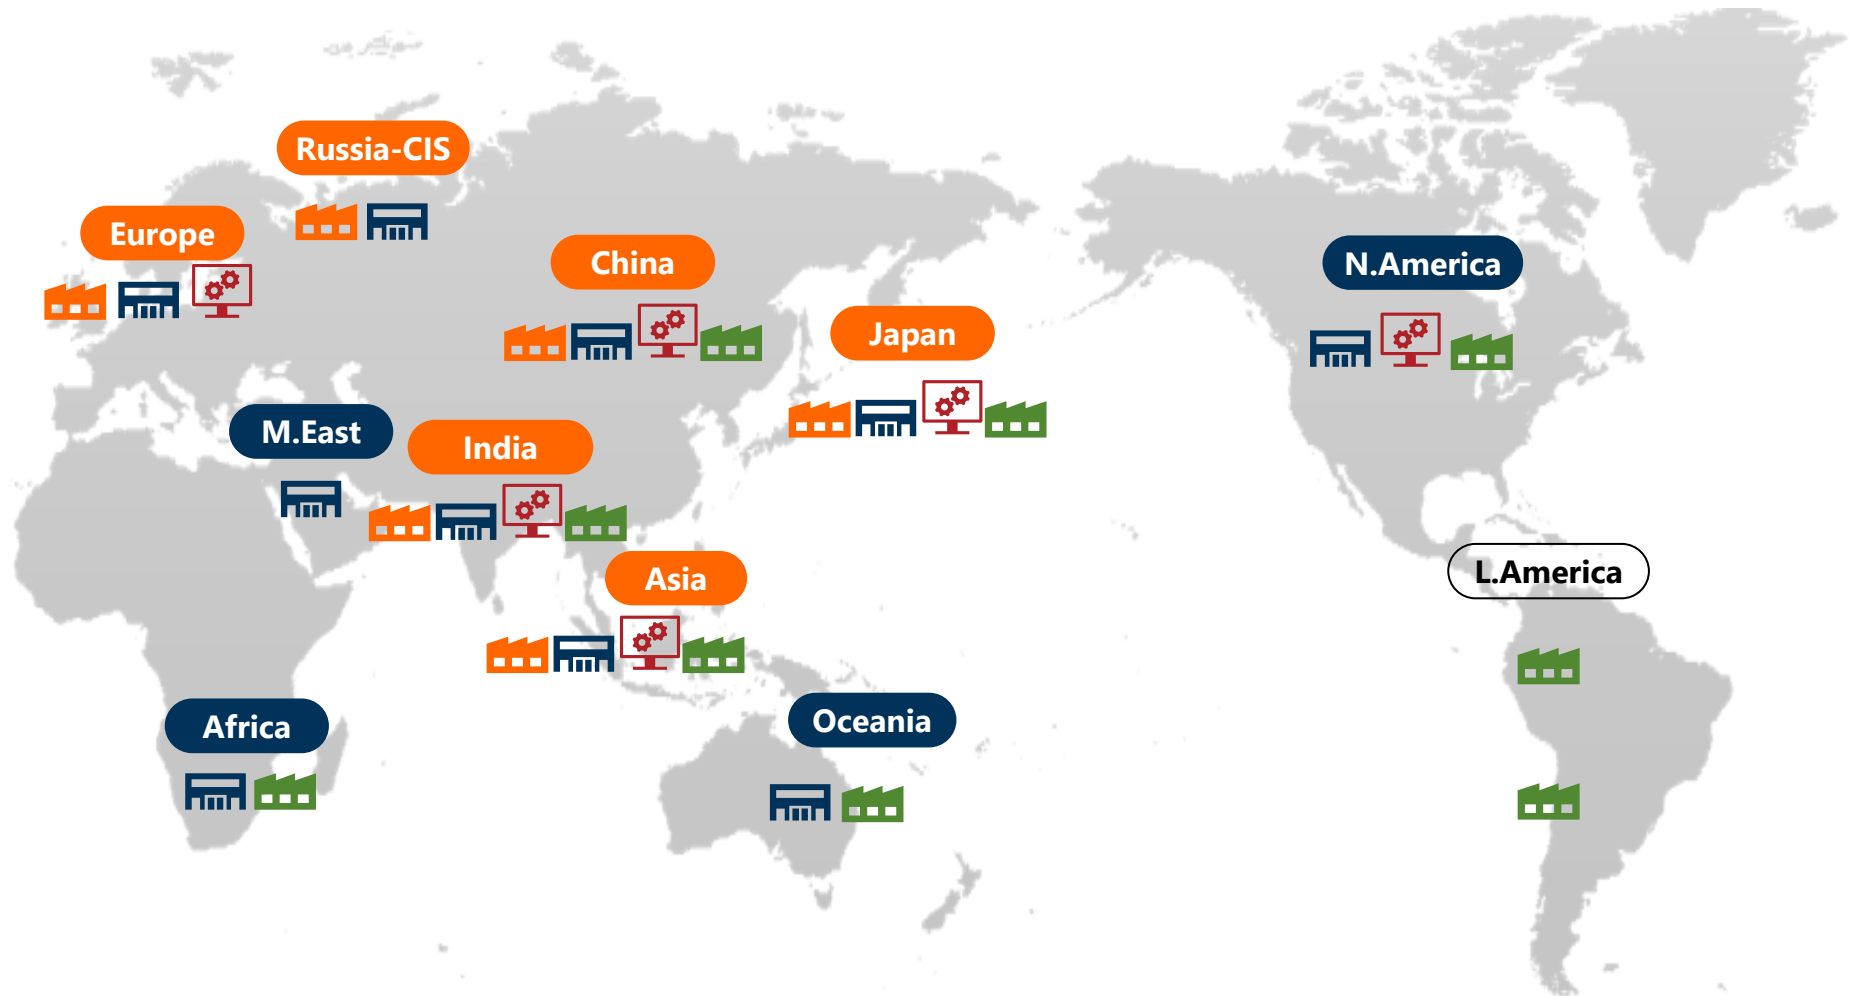 Russia-CIS
Europe
China
N.America
Japan
M.East
India
L.America
Asia
Africa
Oceania